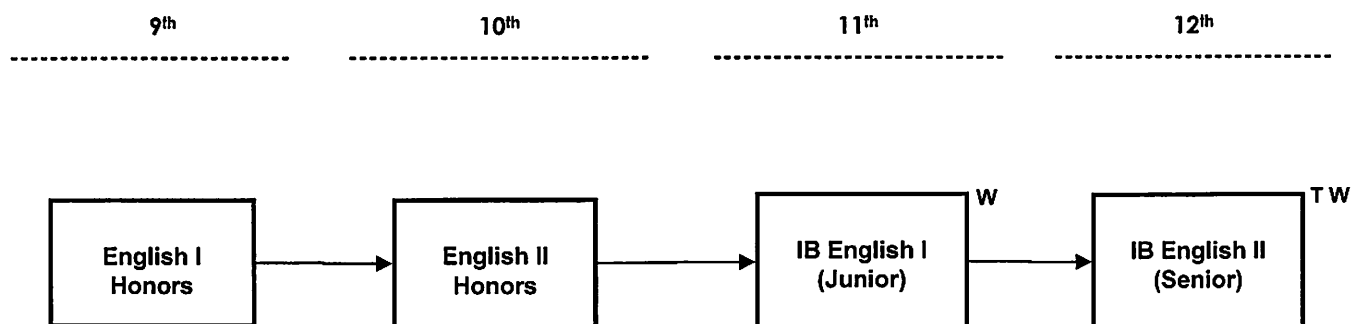 9th 10th 11th 12th
W T W
English I English II IB English I IB English II
Honors Honors (Junior) (Senior)